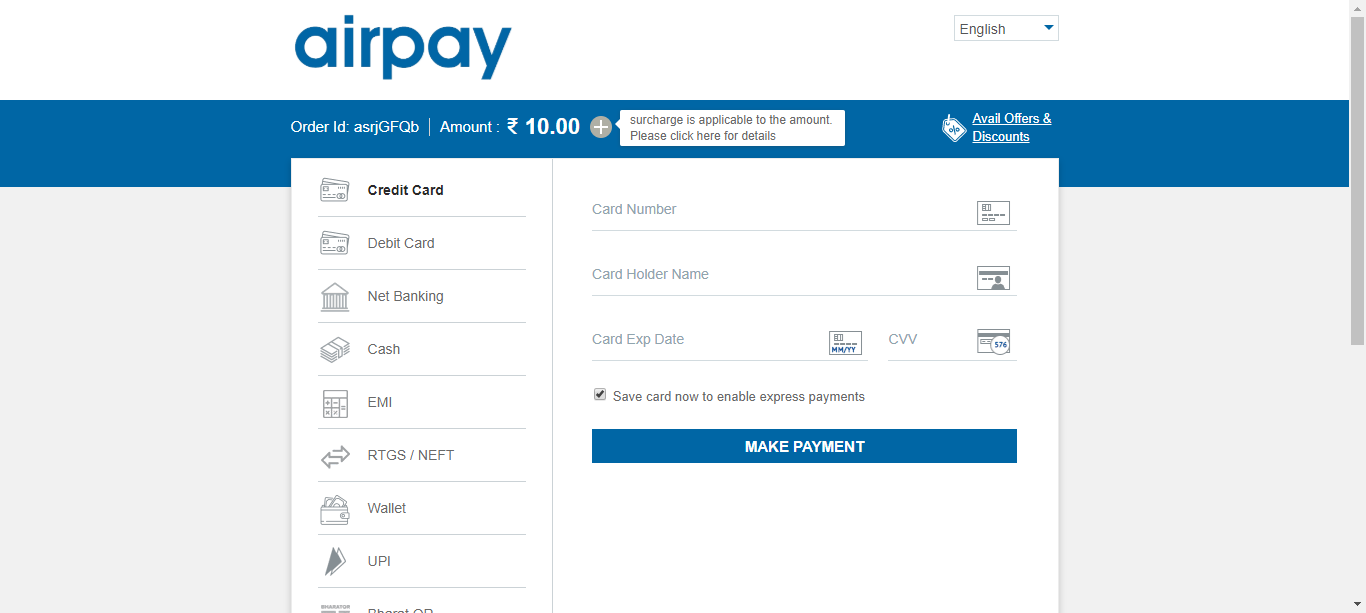 airpay
English
Order Id: asrjGFQb
Amount : ₹ 10.00
surcharge is applicable to the amount.
Please click here for details
Avail Offers &
Discounts
Credit Card
Debit Card
Net Banking
Cash
EMI
RTGS / NEFT
Wallet
UPI
Bharat QR
Card Number
Card Holder Name
Card Exp Date
MM/YY
CVV
576
Save card now to enable express payments
MAKE PAYMENT